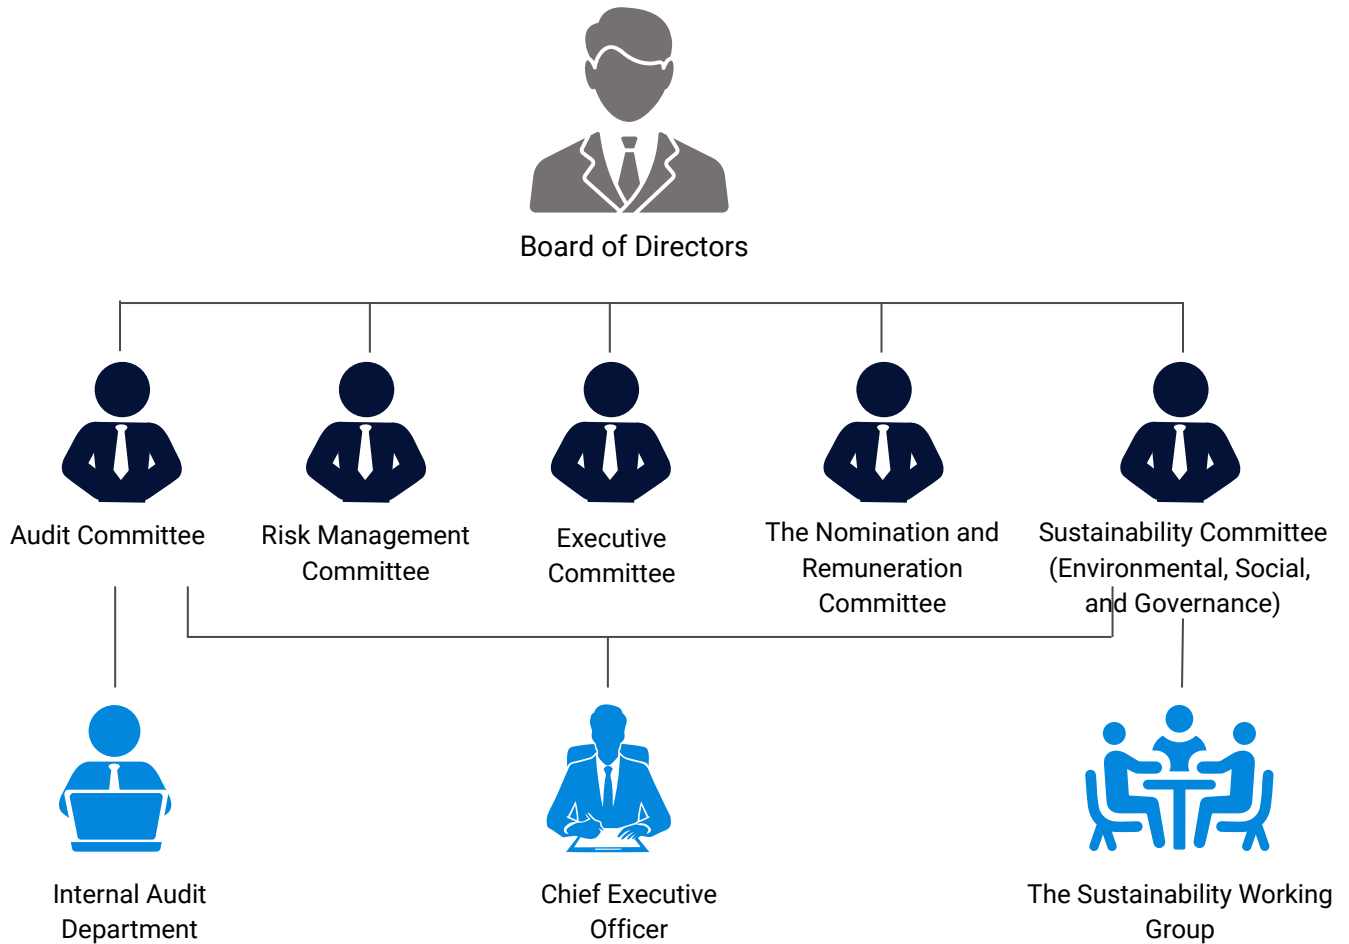 Board of Directors
Audit Committee
Risk Management
Committee
Executive
Committee
The Nomination and
Remuneration
Committee
Sustainability Committee
(Environmental, Social,
and Governance)
Internal Audit
Department
Chief Executive
Officer
The Sustainability Working
Group